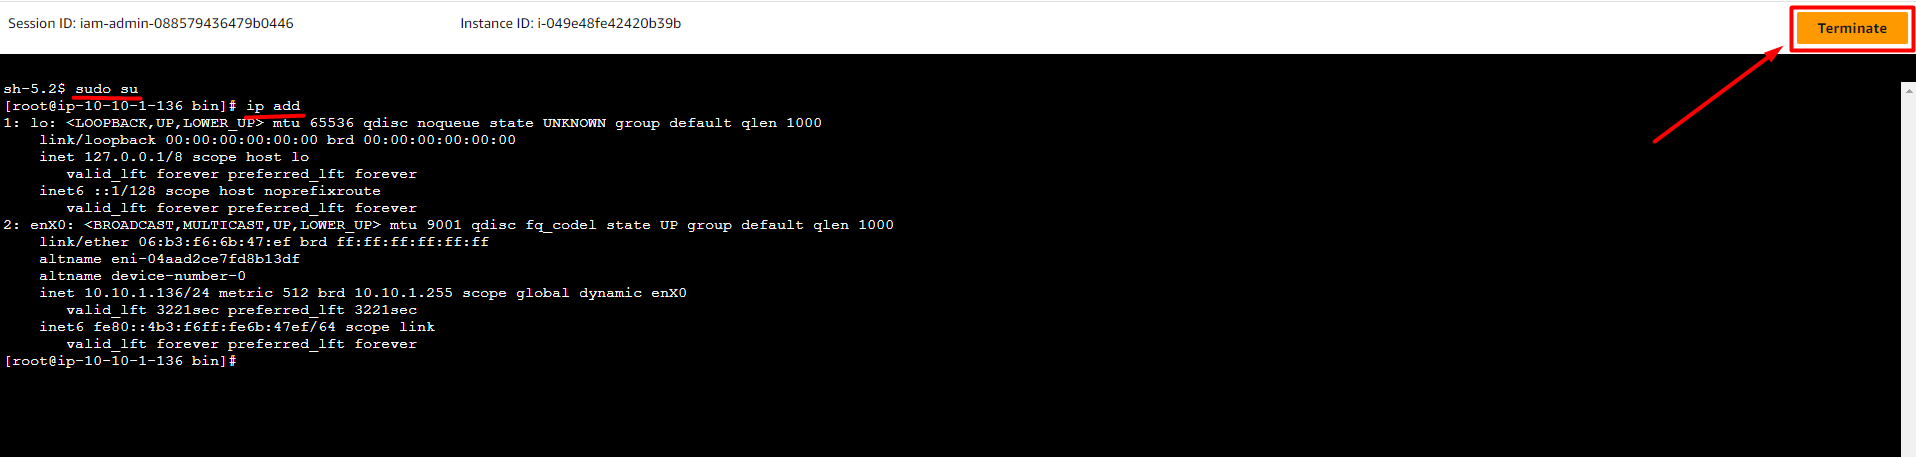 Session ID: iam-admin-088579436479b0446 Instance ID: i-049e48fe42420b39b Terminate
sh-5.2$ sudo su
[root@ip-10-10-1-136 bin]# ip add
1: lo: <LOOPBACK,UP,LOWER_UP> mtu 65536 qdisc noqueue state UNKNOWN group default qlen 1000
    link/loopback 00:00:00:00:00:00 brd 00:00:00:00:00:00
    inet 127.0.0.1/8 scope host lo
       valid_lft forever preferred_lft forever
    inet6 ::1/128 scope host noprefixroute
       valid_lft forever preferred_lft forever
2: enX0: <BROADCAST,MULTICAST,UP,LOWER_UP> mtu 9001 qdisc fq_codel state UP group default qlen 1000
    link/ether 06:b3:f6:6b:47:ef brd ff:ff:ff:ff:ff:ff
    altname eni-04aad2ce7fd8b13df
    altname device-number-0
    inet 10.10.1.136/24 metric 512 brd 10.10.1.255 scope global dynamic enX0
       valid_lft 3221sec preferred_lft 3221sec
    inet6 fe80::4b3:f6ff:fe6b:47ef/64 scope link
       valid_lft forever preferred_lft forever
[root@ip-10-10-1-136 bin]#